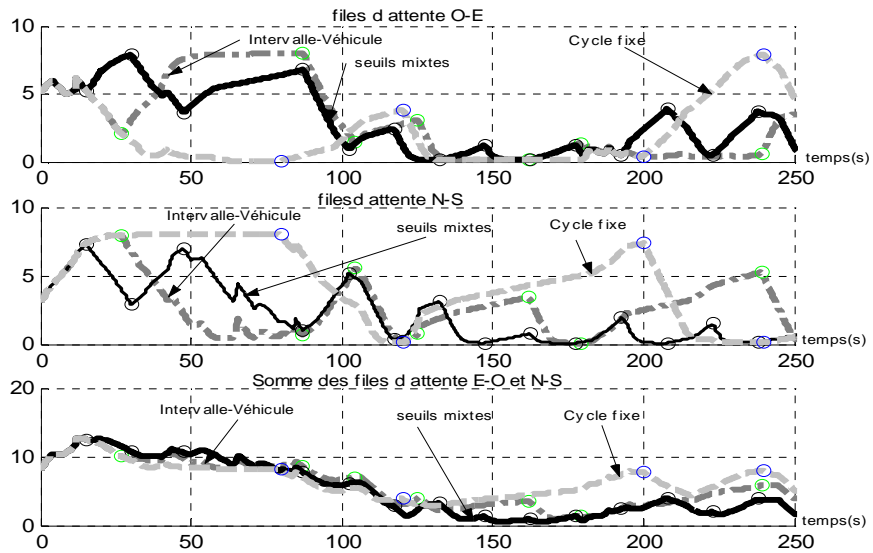 files d attente O-E
10
5
0
Intervalle-Véhicule
seuils mixtes
Cycle fixe
temps(s)
0
50
100
150
200
250
filesd attente N-S
10
5
0
Intervalle-Véhicule
seuils mixtes
Cycle fixe
temps(s)
0
50
100
150
200
250
Somme des files d attente E-O et N-S
20
10
0
Intervalle-Véhicule
seuils mixtes
Cycle fixe
temps(s)
0
50
100
150
200
250